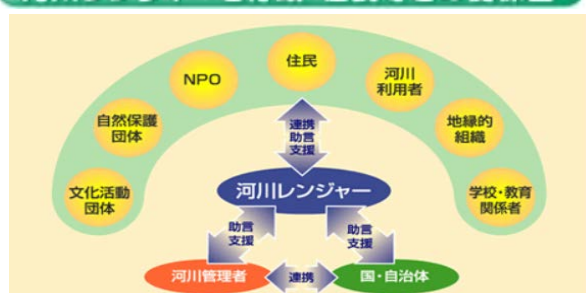 住民
NPO
河川
利用者
自然保護
団体
地縁的
組織
文化活動
団体
学校・教育
関係者
連携
助言
支援
河川レンジャー
助言
支援
助言
支援
河川管理者
連携
国・自治体